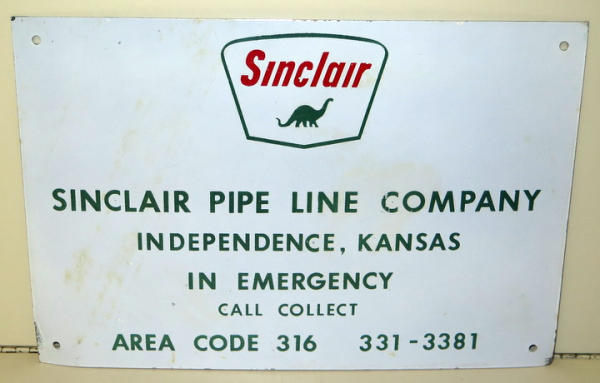 Sinclair
SINCLAIR PIPE LINE COMPANY
INDEPENDENCE, KANSAS
IN EMERGENCY
CALL COLLECT
AREA CODE 316 331-3381